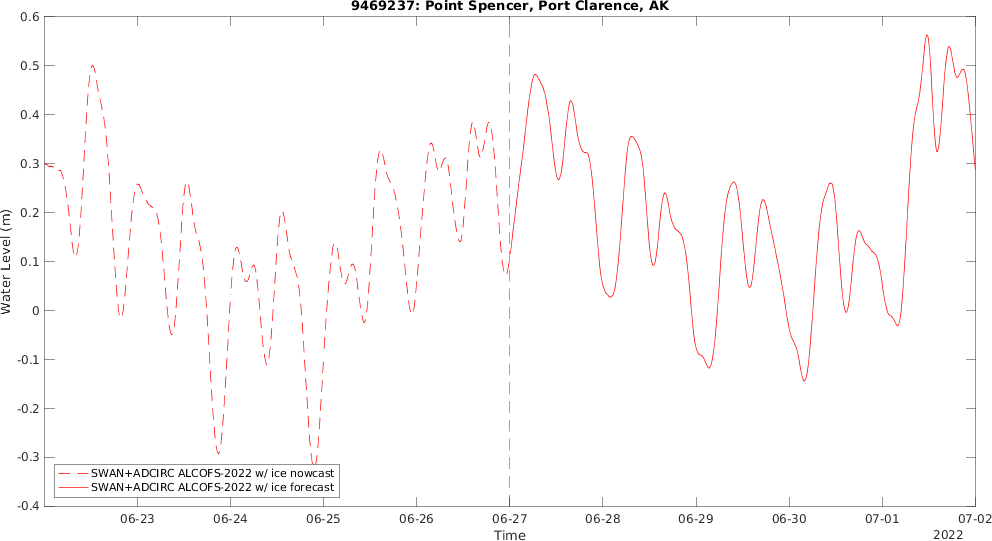 9469237: Point Spencer, Port Clarence, AK
0.6
0.5
0.4
0.3
0.2
0.1
0
-0.1
-0.2
-0.3
-0.4
Water Level (m)
SWAN+ADCIRC ALCOFS-2022 w/ ice nowcast
SWAN+ADCIRC ALCOFS-2022 w/ ice forecast
06-23 06-24 06-25 06-26 06-27 06-28 06-29 06-30 07-01 07-02
Time
2022